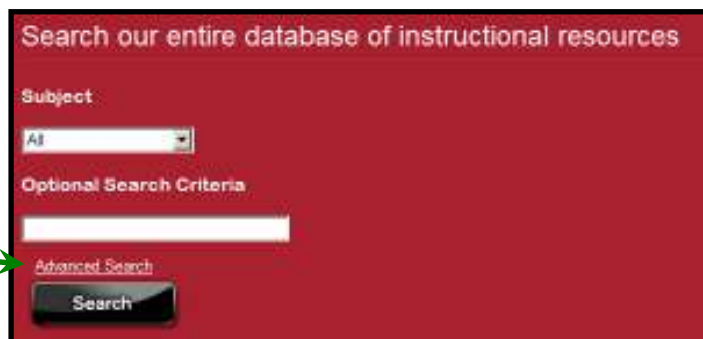 Search our entire database of instructional resources
Subject
All
Optional Search Criteria
Advanced Search
Search